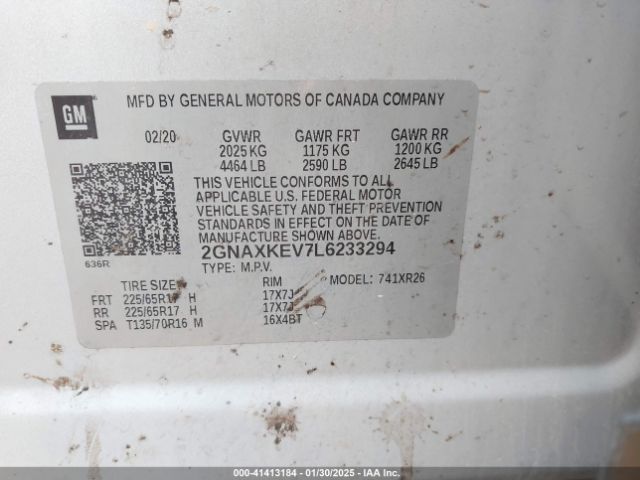 GM
MFD BY GENERAL MOTORS OF CANADA COMPANY
02/20 GVWR GAWR FRT GAWR RR
2025 KG 1175 KG 1200 KG
4464 LB 2590 LB 2645 LB
THIS VEHICLE CONFORMS TO ALL
APPLICABLE U.S. FEDERAL MOTOR
VEHICLE SAFETY AND THEFT PREVENTION
STANDARDS IN EFFECT ON THE DATE OF
MANUFACTURE SHOWN ABOVE.
636R
2GNAXKEV7L6233294
TYPE: M.P.V.
TIRE SIZE RIM MODEL: 741XR26
FRT 225/65R17 H 17X7J
RR 225/65R17 H 17X7J
SPA T135/70R16 M 16X4BT
000-41413184 - 01/30/2025 - IAA Inc.